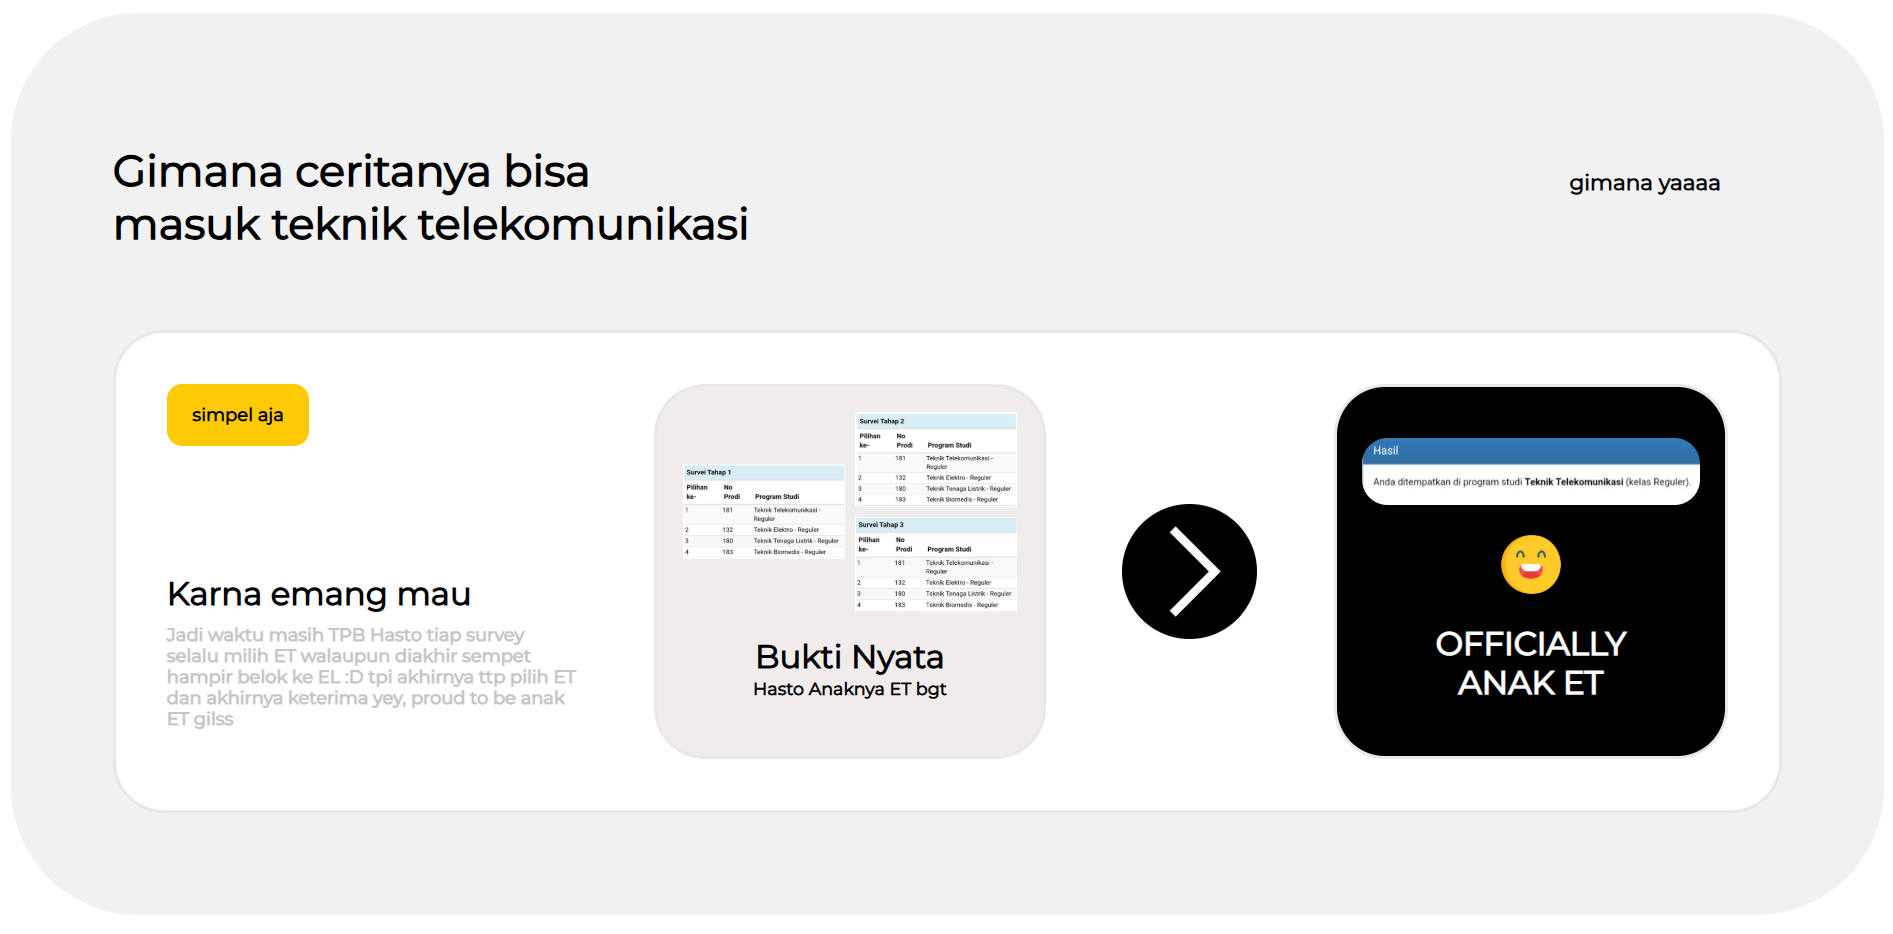 Gimana ceritanya bisa
masuk teknik telekomunikasi
gimana yaaaa
simpel aja
Karna emang mau
Jadi waktu masih TPB Hasto tiap survey
selalu milih ET walaupun diakhir sempet
hampir belok ke EL :D tpi akhirnya ttp pilih ET
dan akhirnya keterima yey, proud to be anak
ET gilss
Survei Tahap 1
Pilihan ke- No Prodi Program Studi
1 181 Teknik Telekomunikasi -
Reguler
2 132 Teknik Elektro - Reguler
3 180 Teknik Tenaga Listrik - Reguler
4 183 Teknik Biomedis - Reguler
Survei Tahap 2
Pilihan ke- No Prodi Program Studi
1 181 Teknik Telekomunikasi -
Reguler
2 132 Teknik Elektro - Reguler
3 180 Teknik Tenaga Listrik - Reguler
4 183 Teknik Biomedis - Reguler
Survei Tahap 3
Pilihan ke- No Prodi Program Studi
1 181 Teknik Telekomunikasi -
Reguler
2 132 Teknik Elektro - Reguler
3 180 Teknik Tenaga Listrik - Reguler
4 183 Teknik Biomedis - Reguler
Bukti Nyata
Hasto Anaknya ET bgt
Hasil
Anda ditempatkan di program studi Teknik Telekomunikasi (kelas Reguler).
OFFICIALLY
ANAK ET